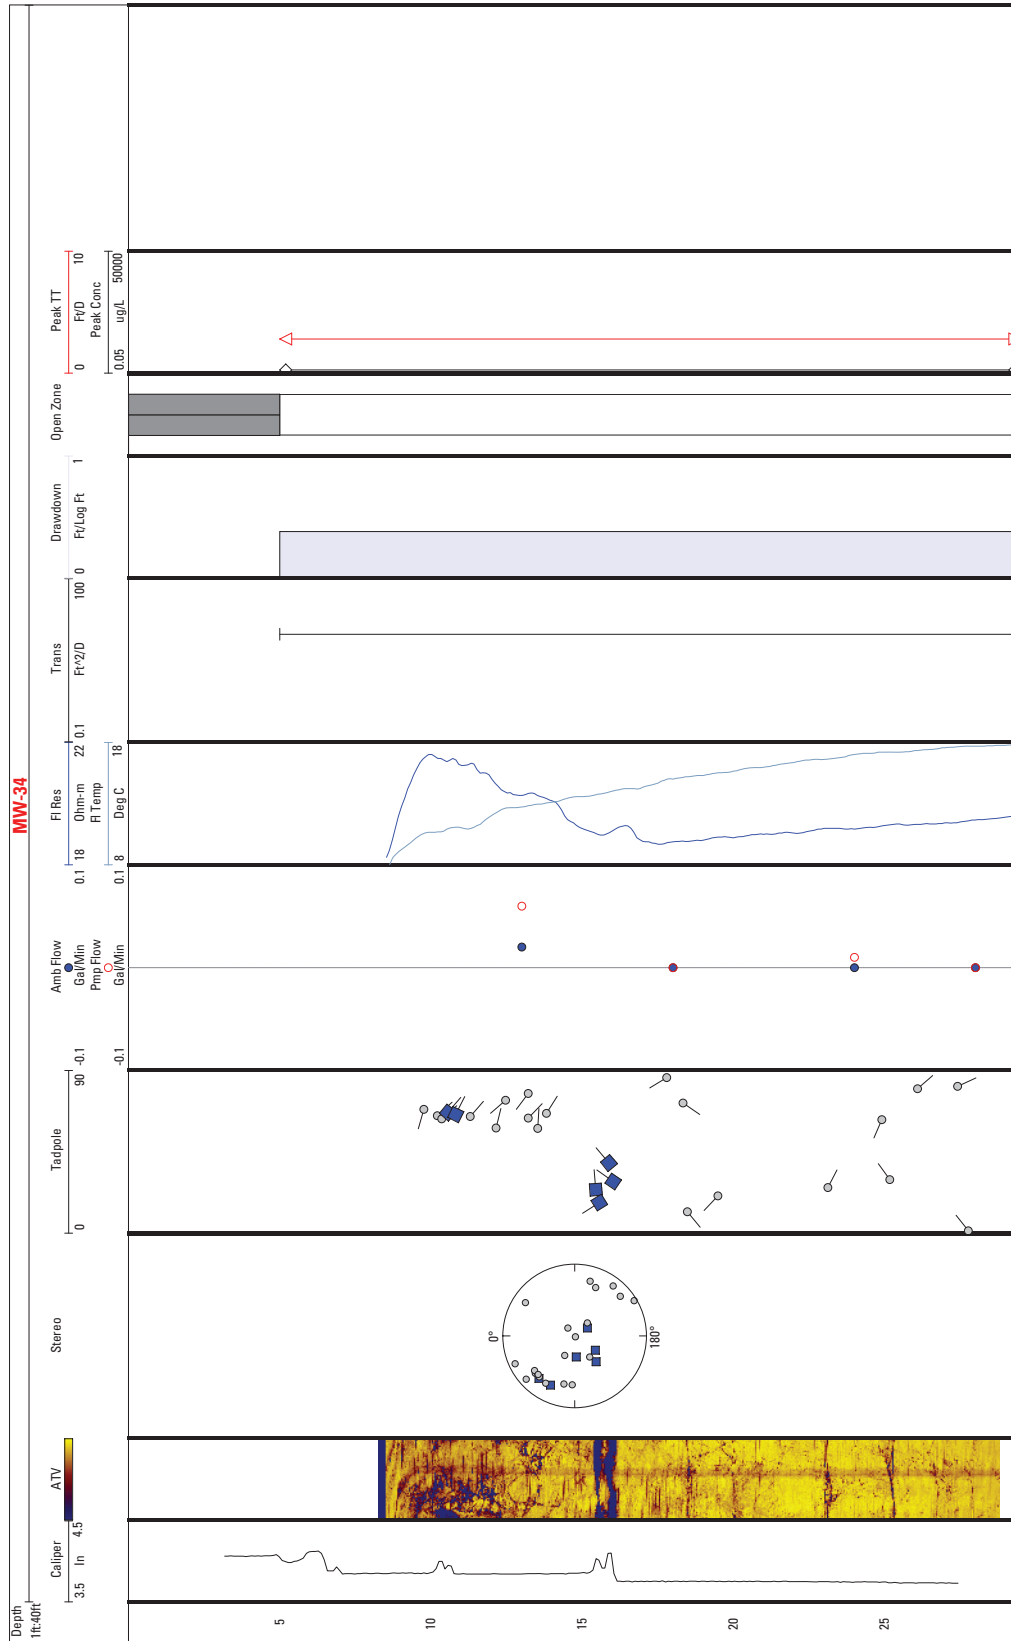 MW-34
Depth
1ft:40ft
Caliper
3.5 In 4.5
ATV
Stereo
Tadpole
0 90
Amb Flow
-0.1 Gal/Min 0.1
Pmp Flow
-0.1 Gal/Min 0.1
Fl Res
18 Ohm-m 22
Fl Temp
8 Deg C 18
Trans
0.1 Ft^2/D 100
Drawdown
0 Ft/Log Ft 1
Open Zone
Peak TT
0 Ft/D 10
Peak Conc
0.05 ug/L 50000
0°
180°
5
10
15
20
25